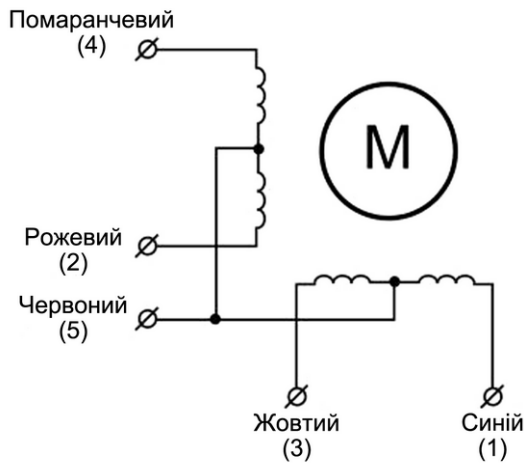 Помаранчевий
(4)
M
Рожевий
(2)
Червоний
(5)
Жовтий
(3)
Синій
(1)